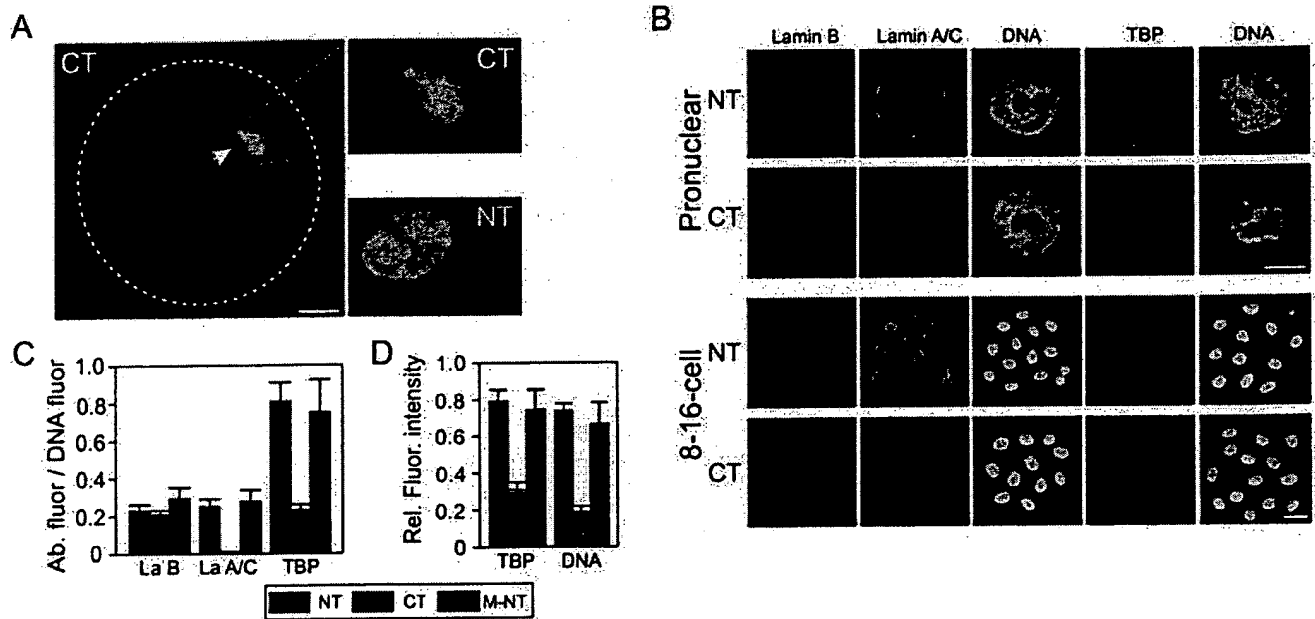 A
CT
CT
NT
B
Lamin B Lamin A/C DNA TBP DNA
Pronuclear
NT
CT
8-16-cell
NT
CT
C
Ab. fluor / DNA fluor
1.0
0.8
0.6
0.4
0.2
0
La B La A/C TBP
D
Rel. Fluor. intensity
1.0
0.8
0.6
0.4
0.2
0
TBP DNA
NT CT M-NT